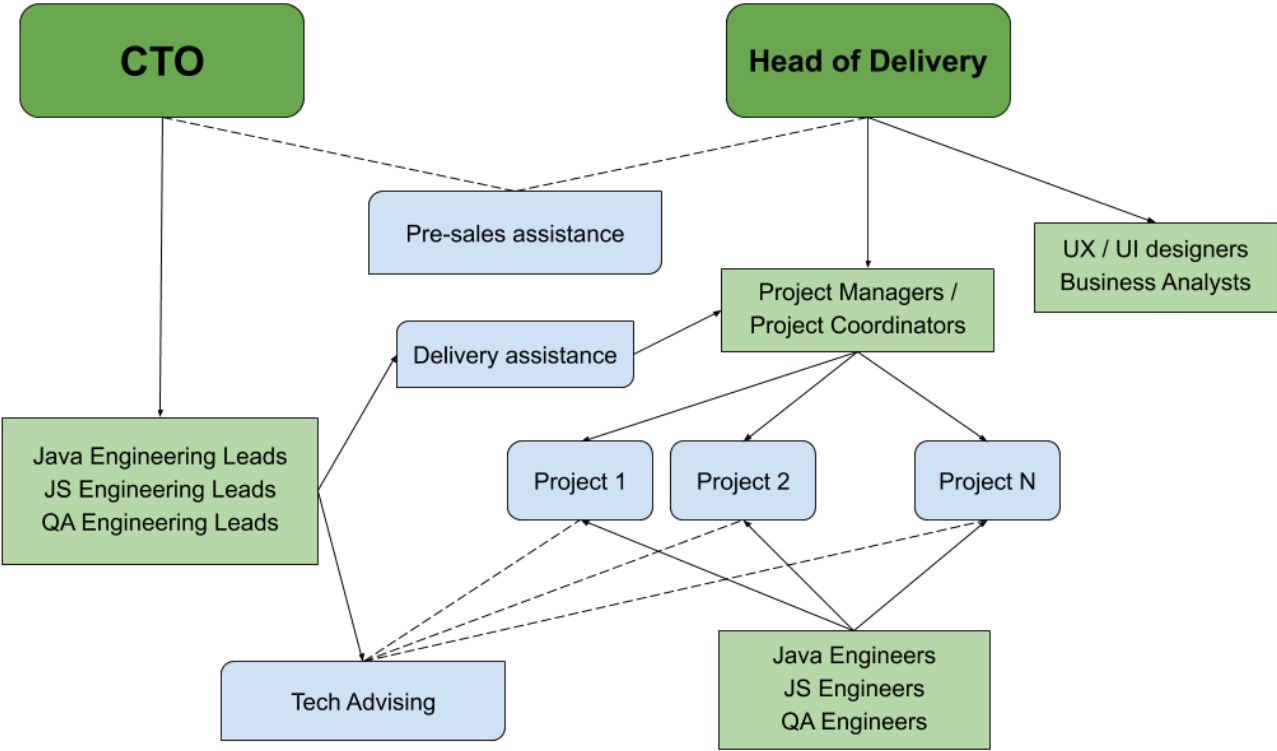 CTO
Head of Delivery
Pre-sales assistance
UX / UI designers
Business Analysts
Project Managers /
Project Coordinators
Delivery assistance
Java Engineering Leads
JS Engineering Leads
QA Engineering Leads
Project 1
Project 2
Project N
Tech Advising
Java Engineers
JS Engineers
QA Engineers